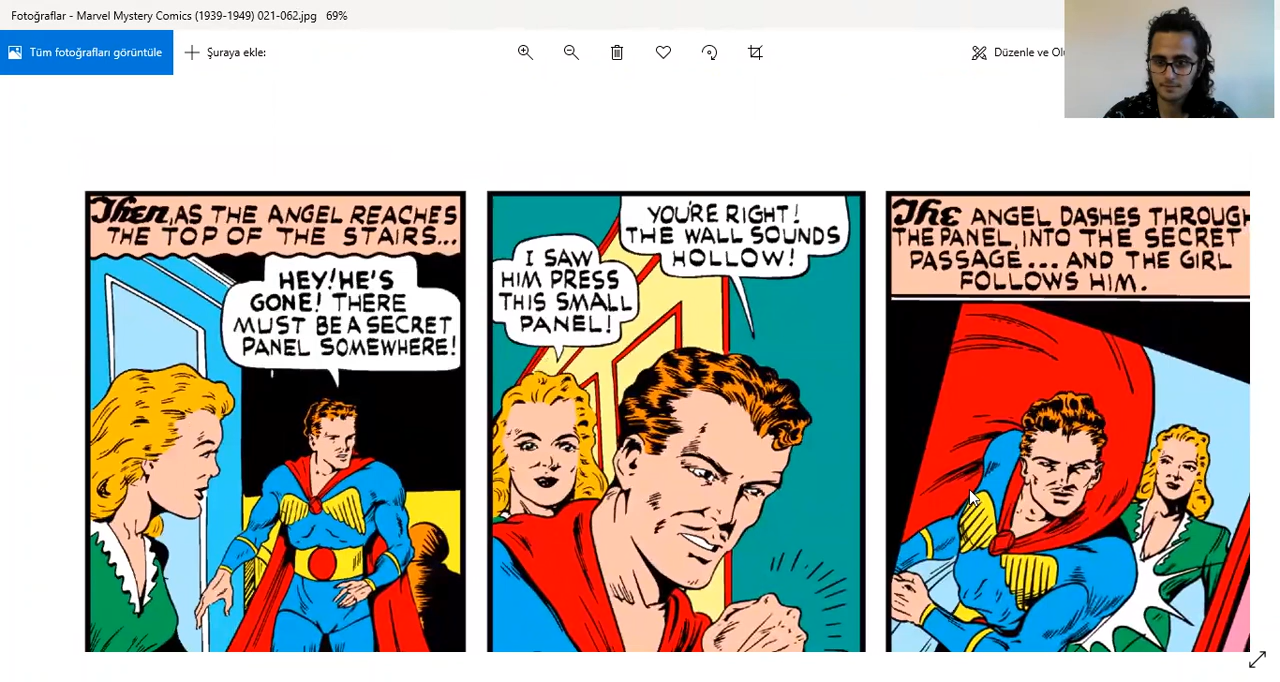 Fotoğraflar - Marvel Mystery Comics (1939-1949) 021-062.jpg 69%
Tüm fotoğrafları görüntüle
Şuraya ekle:
Düzenle ve Ol
Then, AS THE ANGEL REACHES
THE TOP OF THE STAIRS...
HEY! HE'S
GONE! THERE
MUST BE A SECRET
PANEL SOMEWHERE!
I SAW
HIM PRESS
THIS SMALL
PANEL!
YOU'RE RIGHT!
THE WALL SOUNDS
HOLLOW!
The ANGEL DASHES THROUGH
THE PANEL, INTO THE SECRET
PASSAGE... AND THE GIRL
FOLLOWS HIM.